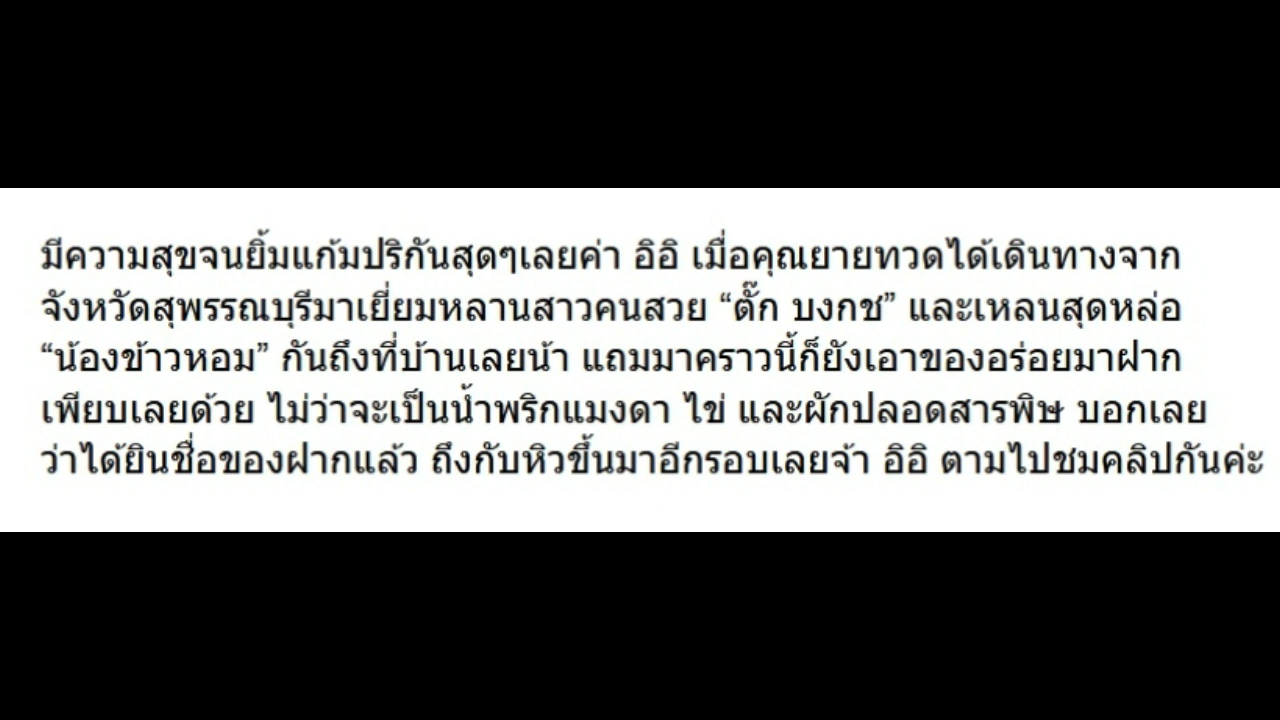 มีความสุขจนยิ้มแก้มปริกันสุดๆเลยค่า อิอิ เมื่อคุณยายทวดได้เดินทางจาก
จังหวัดสุพรรณบุรีมาเยี่ยมหลานสาวคนสวย “ตั๊ก บงกช” และเหลนสุดหล่อ
“น้องข้าวหอม” กันถึงที่บ้านเลยน้า แถมมาคราวนี้ก็ยังเอาของอร่อยมาฝาก
เพียบเลยด้วย ไม่ว่าจะเป็นน้ำพริกแมงดา ไข่ และผักปลอดสารพิษ บอกเลย
ว่าได้ยินชื่อของฝากแล้ว ถึงกับหิวขึ้นมาอีกรอบเลยจ้า อิอิ ตามไปชมคลิปกันค่ะ